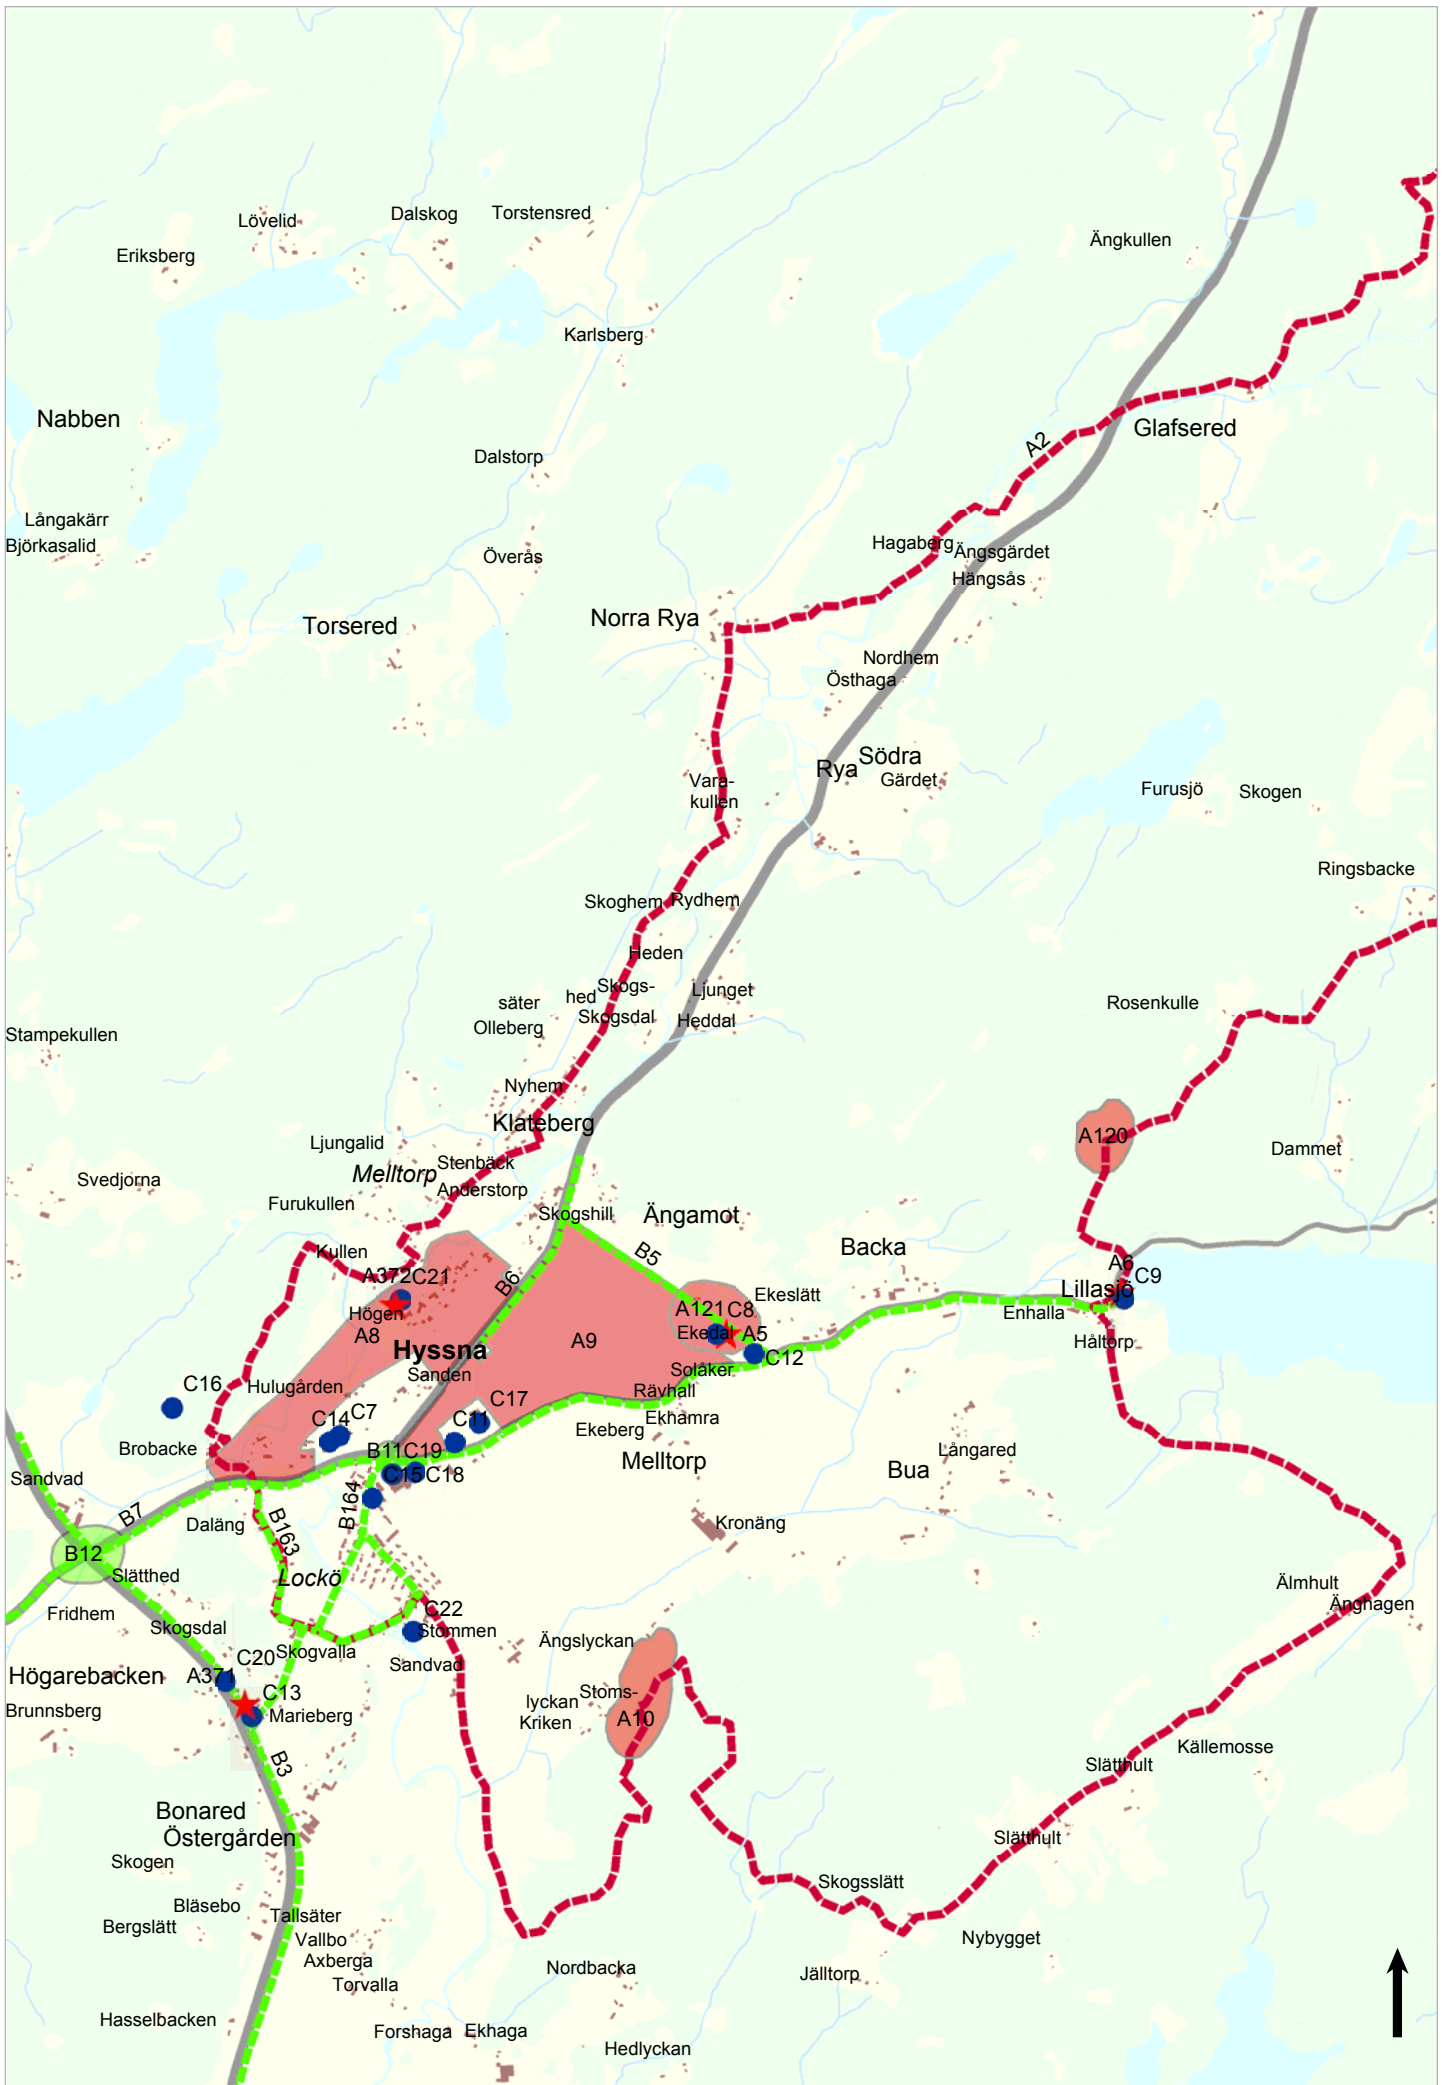 Lövelid
Dalskog
Torstensred
Eriksberg
Ängkullen
Karlsberg
Nabben
Glafsered
A2
Dalstorp
Långakärr
Björkasalid
Överås
Hagaberg
Ängsgärdet
Hängsås
Norra Rya
Torsered
Nordhem
Östhaga
Södra
Rya
Gärdet
Vara-
kullen
Furusjö
Skogen
Ringsbacke
Skoghem
Rydhem
Heden
Skogs-
hed
säter
Ljunget
Rosenkulle
Olleberg
Skogsdal
Heddal
Stampekullen
Nyhem
Klateberg
Ljungalid
A120
Dammet
Melltorp
Stenbäck
Svedjorna
Anderstorp
Furukullen
Skogshill
Ängamot
Kullen
B5
Backa
A372
C21
B6
A6
C9
Lillasjö
Ekeslätt
Högen
A121
C8
Enhalla
A8
Ekedal
A5
Håltorp
Hyssna
A9
C12
Sanden
Solåker
Hulugården
Rävhall
C16
C17
C7
C14
C11
Ekhamra
Ekeberg
Brobacke
B11
C19
Långared
Melltorp
Bua
Sandvad
C15
C18
B7
B164
Daläng
B163
Kronäng
B12
Slätthed
Lockö
Älmhult
Änghagen
Fridhem
Skogsdal
C22
Stommen
Ängslyckan
Skogvalla
Sandvad
C20
Högarebacken
A371
C13
Stoms-
lyckan
Brunnsberg
Marieberg
Kriken
A10
Källemosse
B3
Slätthult
Bonared
Östergården
Slätthult
Skogen
Skogsslätt
Bläsebo
Tallsäter
Bergslätt
Vallbo
Nybygget
Axberga
Nordbacka
Jälltorp
Torvalla
Hasselbacken
Forshaga
Ekhaga
Hedlyckan